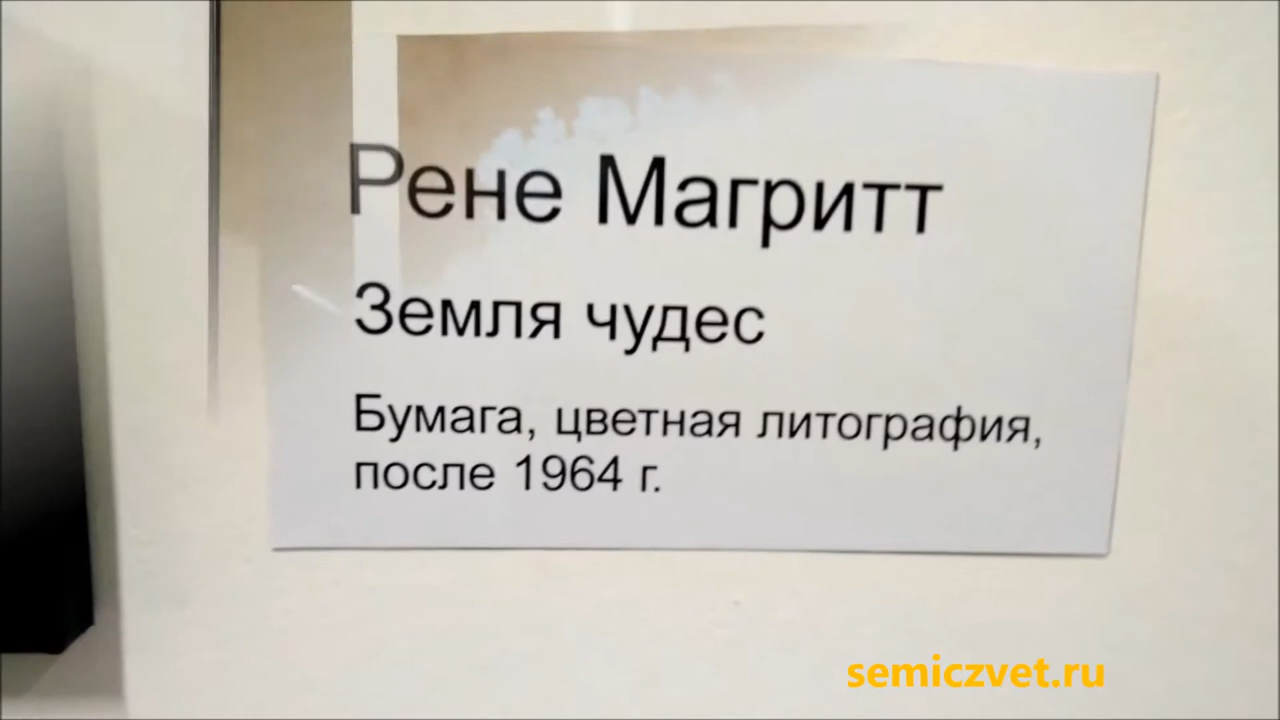 Рене Магритт
Земля чудес
Бумага, цветная литография,
после 1964 г.
semiczvet.ru